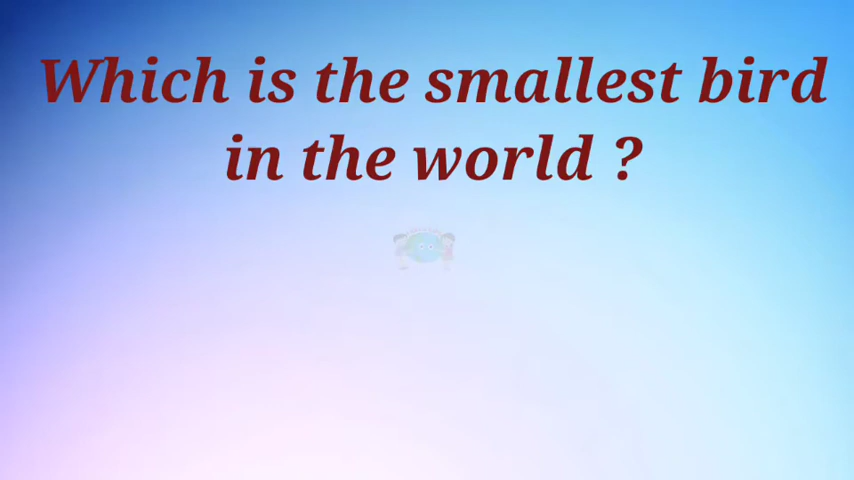 Which is the smallest bird
in the world ?